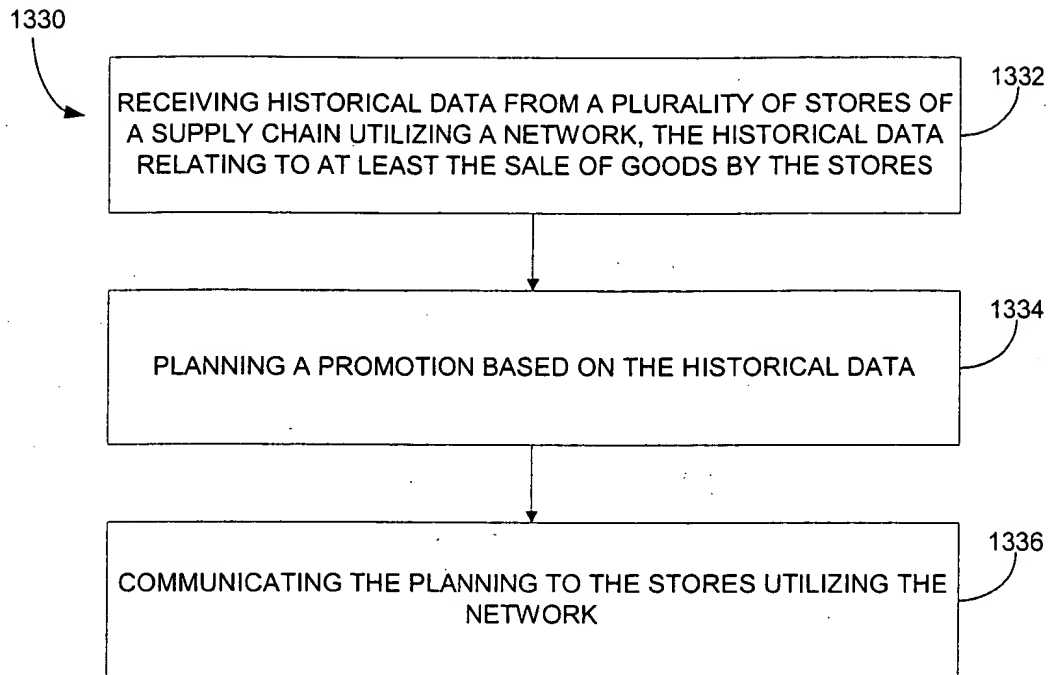 1330
1332
RECEIVING HISTORICAL DATA FROM A PLURALITY OF STORES OF
A SUPPLY CHAIN UTILIZING A NETWORK, THE HISTORICAL DATA
RELATING TO AT LEAST THE SALE OF GOODS BY THE STORES
1334
PLANNING A PROMOTION BASED ON THE HISTORICAL DATA
1336
COMMUNICATING THE PLANNING TO THE STORES UTILIZING THE
NETWORK